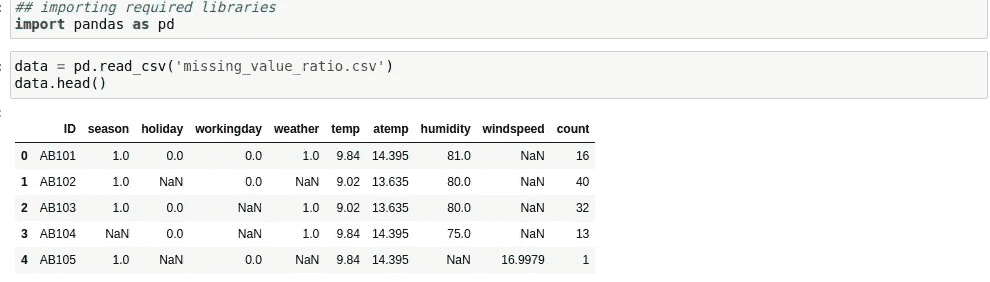 ## importing required libraries
import pandas as pd
data = pd.read_csv('missing_value_ratio.csv')
data.head()
ID season holiday workingday weather temp atemp humidity windspeed count
0 AB101 1.0 0.0 0.0 1.0 9.84 14.395 81.0 NaN 16
1 AB102 1.0 NaN 0.0 NaN 9.02 13.635 80.0 NaN 40
2 AB103 1.0 0.0 NaN 1.0 9.02 13.635 80.0 NaN 32
3 AB104 NaN 0.0 NaN 1.0 9.84 14.395 75.0 NaN 13
4 AB105 1.0 NaN 0.0 NaN 9.84 14.395 NaN 16.9979 1